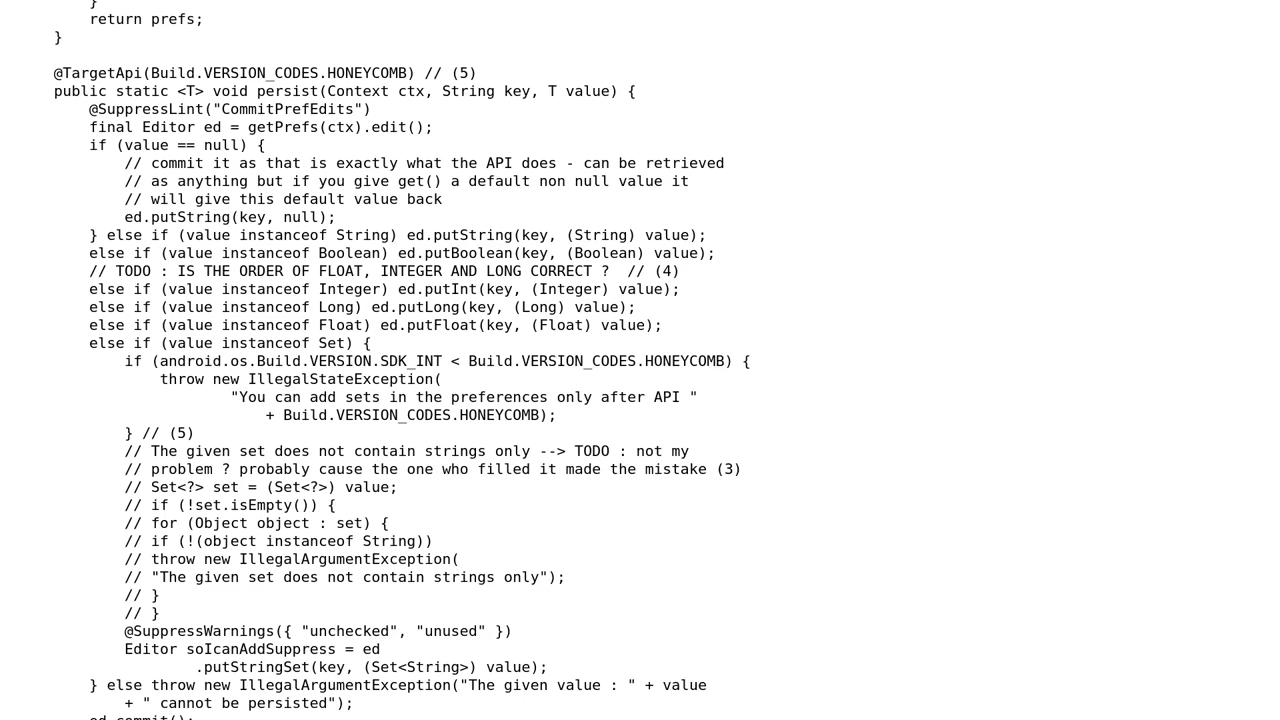 }
return prefs;
}
@TargetApi(Build.VERSION_CODES.HONEYCOMB) // (5)
public static <T> void persist(Context ctx, String key, T value) {
@SuppressLint("CommitPrefEdits")
final Editor ed = getPrefs(ctx).edit();
if (value == null) {
// commit it as that is exactly what the API does - can be retrieved
// as anything but if you give get() a default non null value it
// will give this default value back
ed.putString(key, null);
} else if (value instanceof String) ed.putString(key, (String) value);
else if (value instanceof Boolean) ed.putBoolean(key, (Boolean) value);
// TODO : IS THE ORDER OF FLOAT, INTEGER AND LONG CORRECT ?  // (4)
else if (value instanceof Integer) ed.putInt(key, (Integer) value);
else if (value instanceof Long) ed.putLong(key, (Long) value);
else if (value instanceof Float) ed.putFloat(key, (Float) value);
else if (value instanceof Set) {
if (android.os.Build.VERSION.SDK_INT < Build.VERSION_CODES.HONEYCOMB) {
throw new IllegalStateException(
"You can add sets in the preferences only after API "
+ Build.VERSION_CODES.HONEYCOMB);
} // (5)
// The given set does not contain strings only --> TODO : not my
// problem ? probably cause the one who filled it made the mistake (3)
// Set<?> set = (Set<?>) value;
// if (!set.isEmpty()) {
// for (Object object : set) {
// if (!(object instanceof String))
// throw new IllegalArgumentException(
// "The given set does not contain strings only");
// }
// }
@SuppressWarnings({ "unchecked", "unused" })
Editor soIcanAddSuppress = ed
.putStringSet(key, (Set<String>) value);
} else throw new IllegalArgumentException("The given value : " + value
+ " cannot be persisted");
ed.commit();